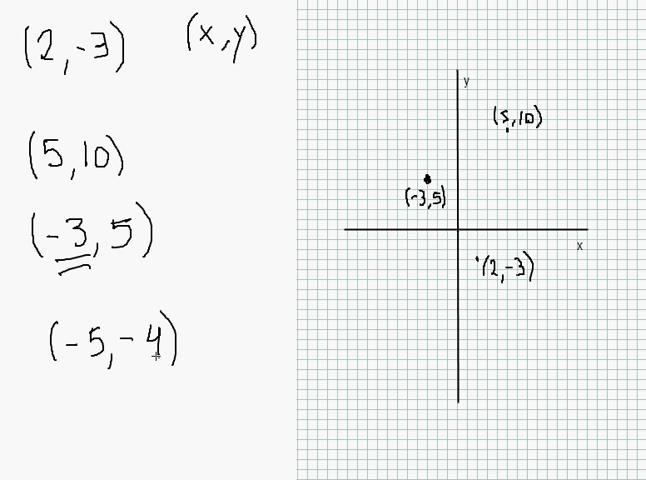 (2,-3) (x,y)
(5,10)
(-3,5)
(-5,-4)
y
(5,10)
(-3,5)
x
(2,-3)